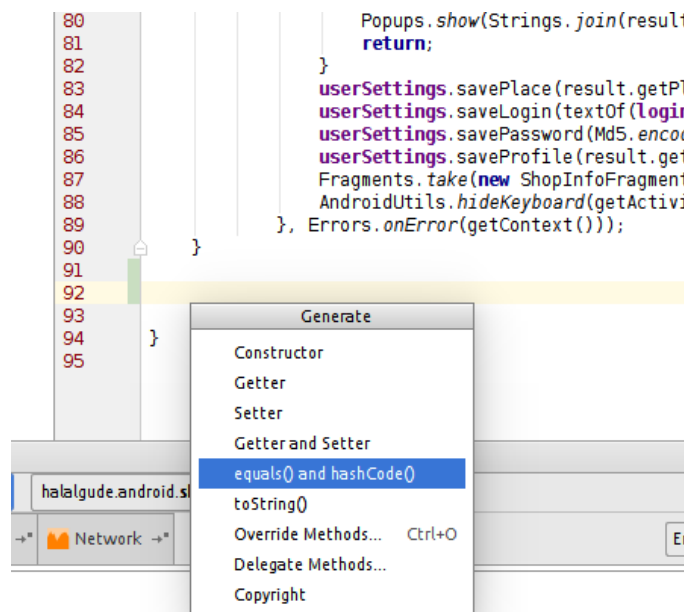 80 Popups.show(Strings.join(result
81 return;
82 }
83 userSettings.savePlace(result.getPl
84 userSettings.saveLogin(textOf(login
85 userSettings.savePassword(Md5.enco
86 userSettings.saveProfile(result.get
87 Fragments.take(new ShopInfoFragment
88 AndroidUtils.hideKeyboard(getActivi
89 }, Errors.onError(getContext()));
90 }
91
92
93
94 }
95
Generate
Constructor
Getter
Setter
Getter and Setter
equals() and hashCode()
toString()
Override Methods... Ctrl+O
Delegate Methods...
Copyright
halalgude.android.s
Network